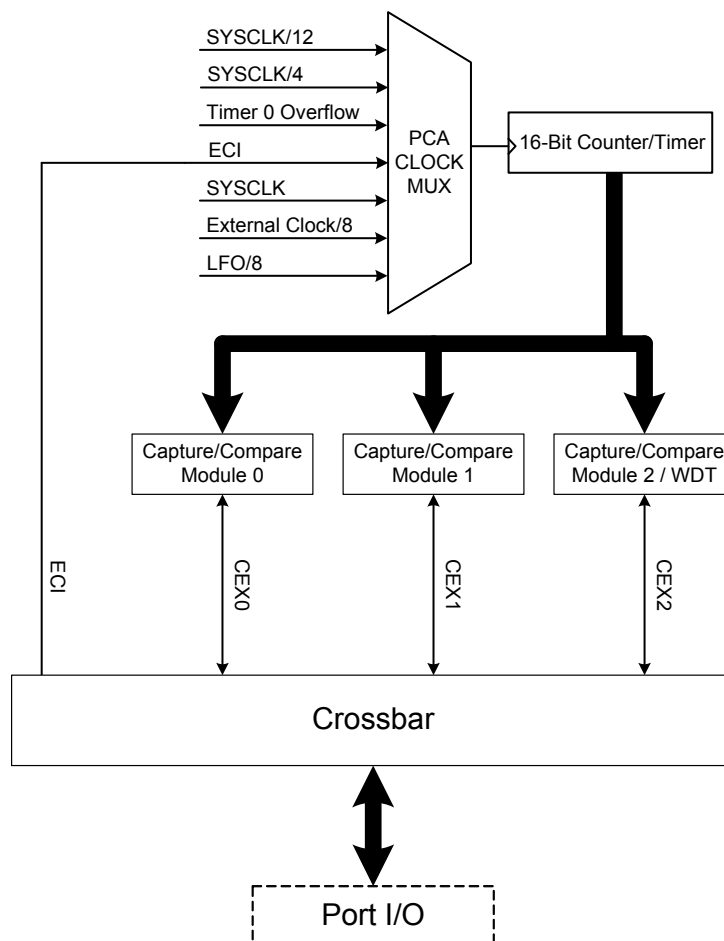 SYSCLK/12
SYSCLK/4
Timer 0 Overflow
ECI
SYSCLK
External Clock/8
LFO/8
PCA
CLOCK
MUX
16-Bit Counter/Timer
Capture/Compare
Module 0
Capture/Compare
Module 1
Capture/Compare
Module 2 / WDT
ECI
CEX0
CEX1
CEX2
Crossbar
Port I/O